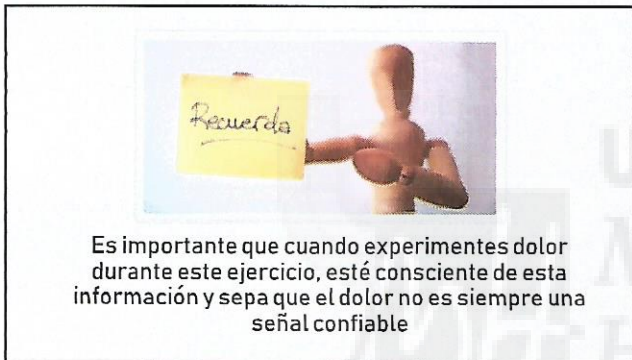 Recuerda
Es importante que cuando experimentes dolor
durante este ejercicio, esté consciente de esta
información y sepa que el dolor no es siempre una
señal confiable